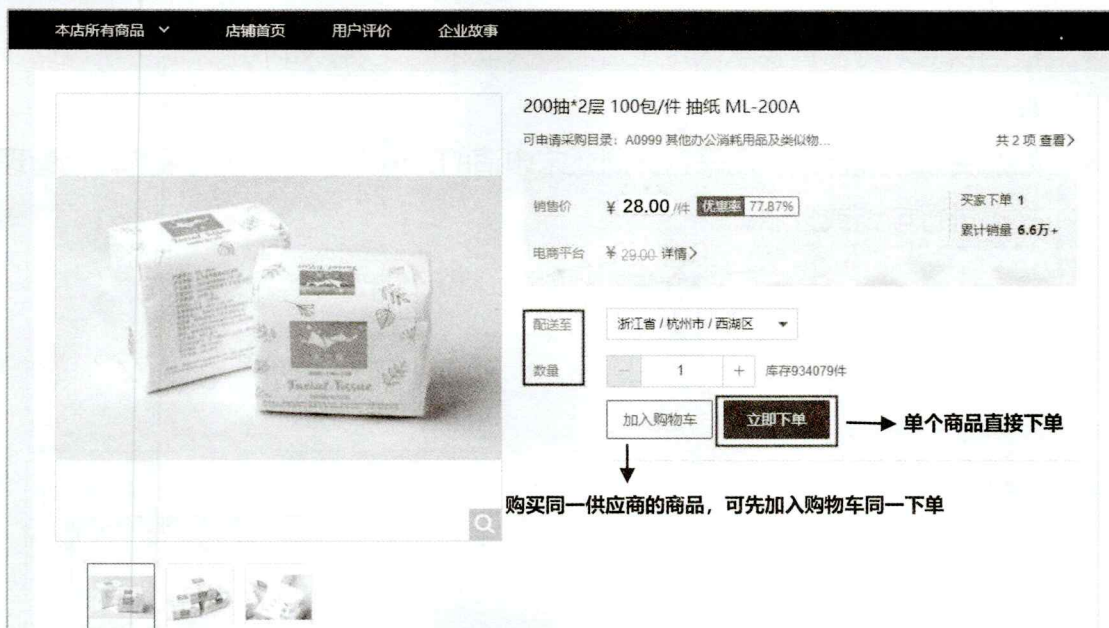 本店所有商品 店铺首页 用户评价 企业故事
200抽*2层 100包/件 抽纸 ML-200A
可申请采购目录：A0999 其他办公消耗用品及类似物... 共 2 项 查看>
销售价 ¥ 28.00 /件 优惠率 77.87% 买家下单 1
累计销量 6.6万+
电商平台 ¥ 29.00 详情>
配送至 浙江省 / 杭州市 / 西湖区
数量 — 1 + 库存934079件
加入购物车 立即下单 单个商品直接下单
购买同一供应商的商品，可先加入购物车同一下单
Facial Tissue
Facial Tissue